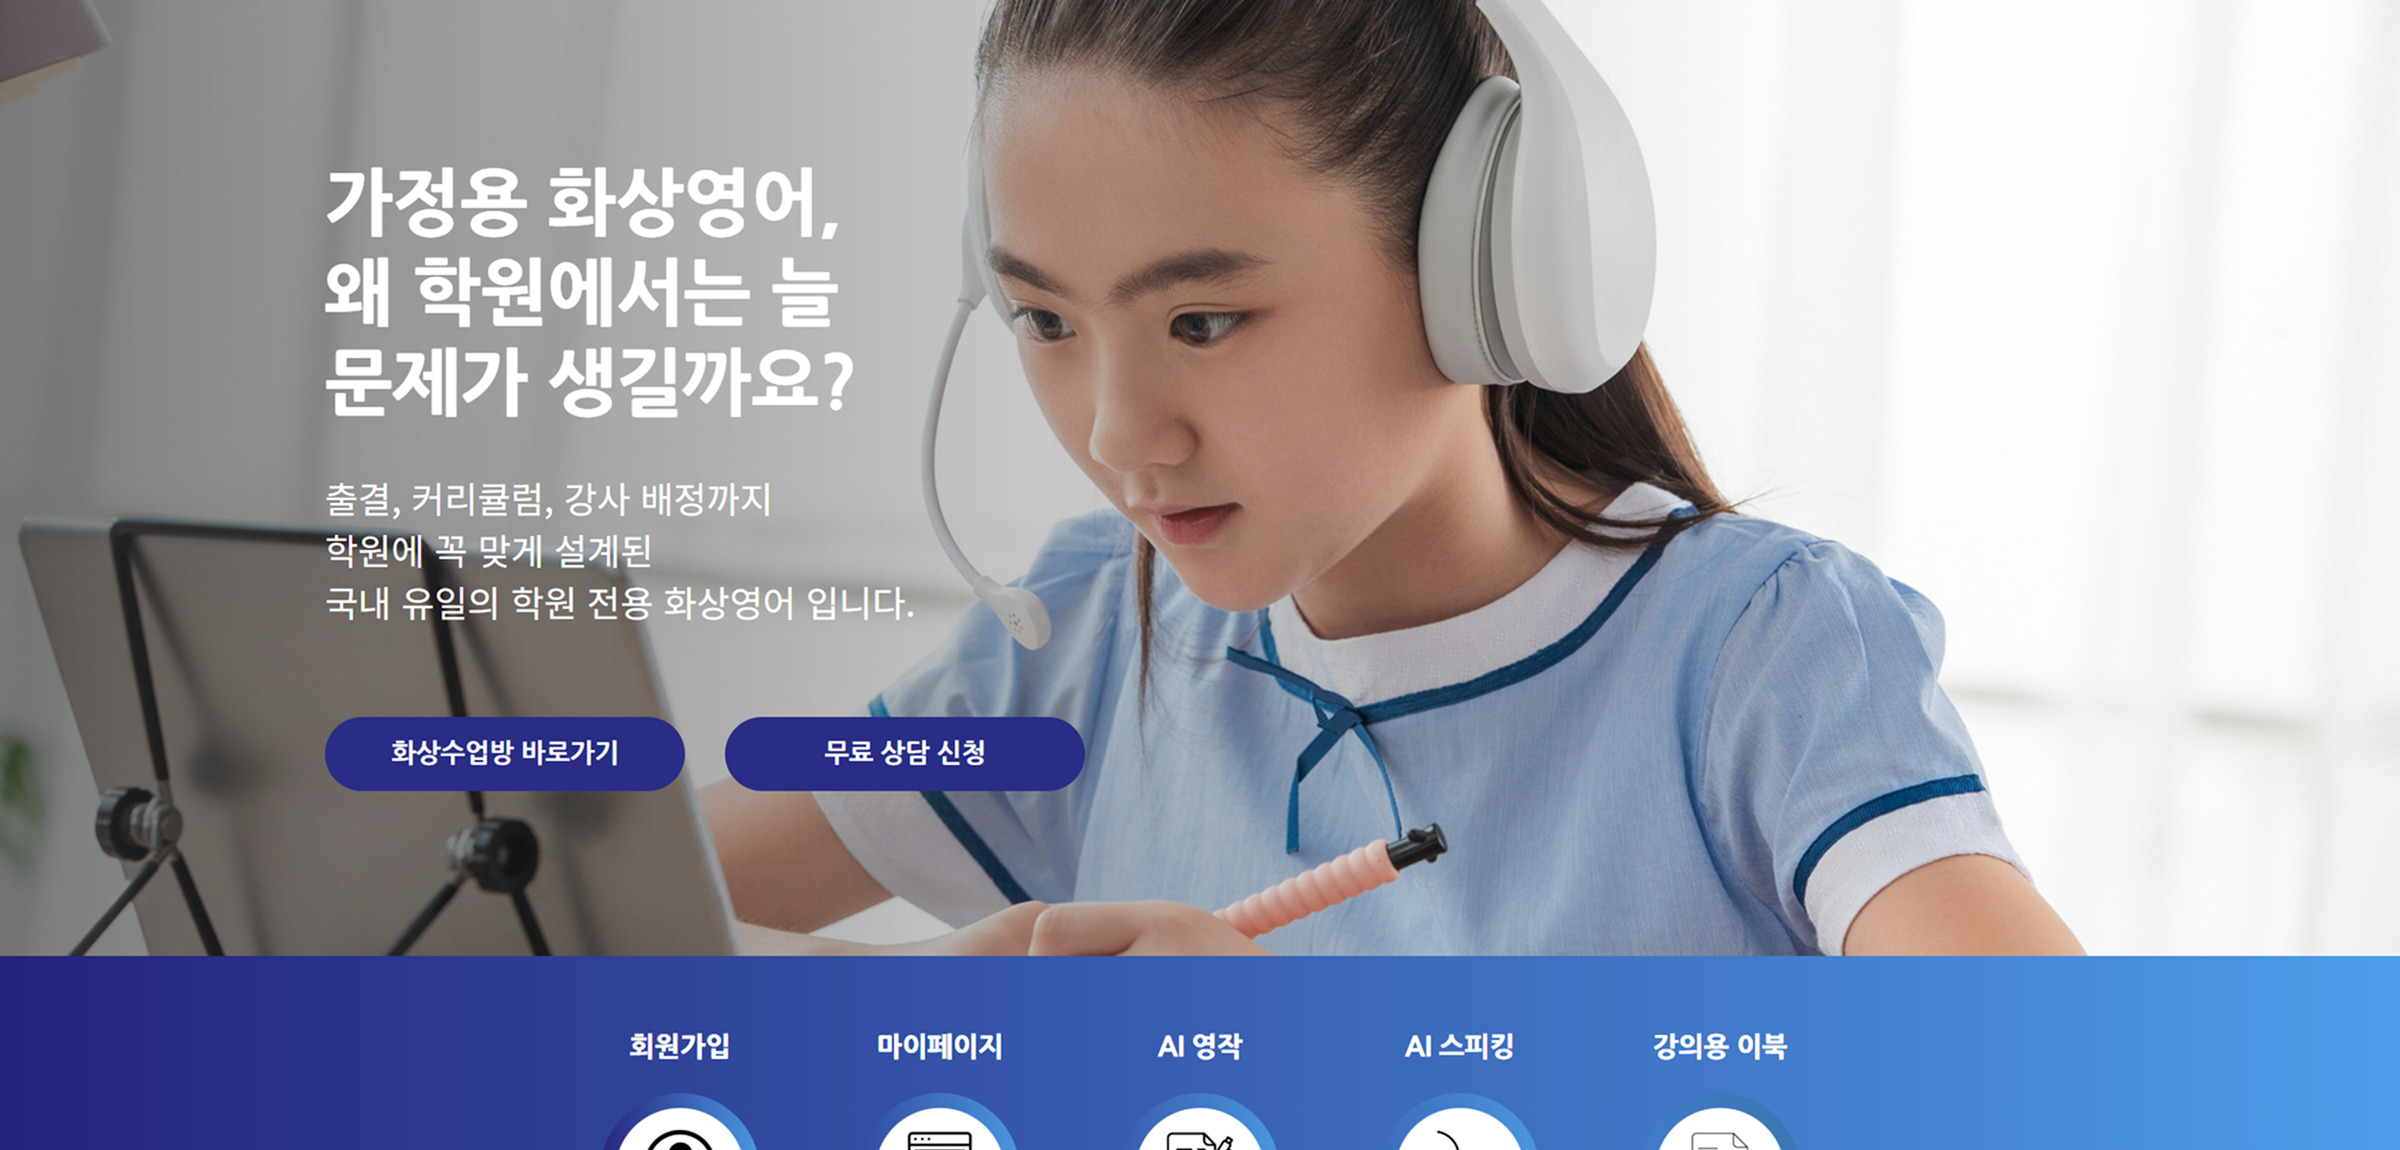 가정용 화상영어,
왜 학원에서는 늘
문제가 생길까요?
출결, 커리큘럼, 강사 배정까지
학원에 꼭 맞게 설계된
국내 유일의 학원 전용 화상영어 입니다.
화상수업방 바로가기
무료 상담 신청
회원가입
마이페이지
AI 영작
AI 스피킹
강의용 이북